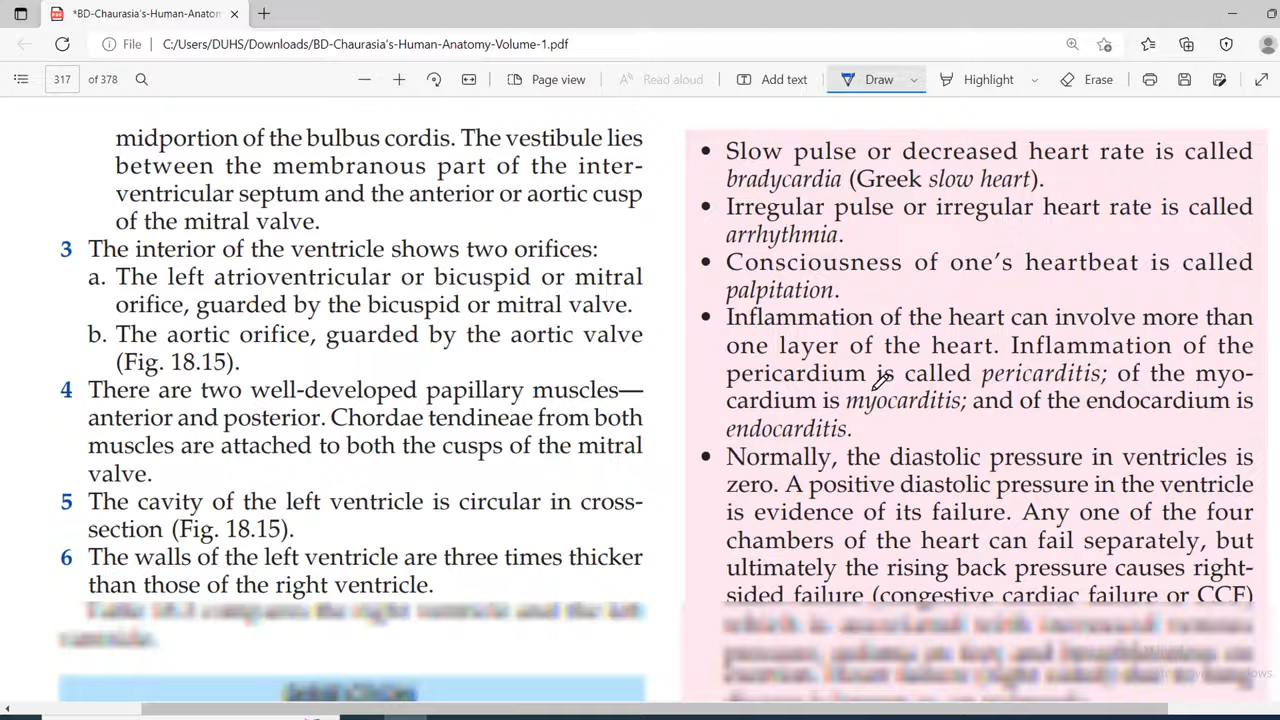 *BD-Chaurasia's-Human-Anatom
File
C:/Users/DUHS/Downloads/BD-Chaurasia's-Human-Anatomy-Volume-1.pdf
317
of 378
Page view
Read aloud
Add text
Draw
Highlight
Erase
midportion of the bulbus cordis. The vestibule lies
between the membranous part of the inter-
ventricular septum and the anterior or aortic cusp
of the mitral valve.
3 The interior of the ventricle shows two orifices:
a. The left atrioventricular or bicuspid or mitral
orifice, guarded by the bicuspid or mitral valve.
b. The aortic orifice, guarded by the aortic valve
(Fig. 18.15).
4 There are two well-developed papillary muscles—
anterior and posterior. Chordae tendineae from both
muscles are attached to both the cusps of the mitral
valve.
5 The cavity of the left ventricle is circular in cross-
section (Fig. 18.15).
6 The walls of the left ventricle are three times thicker
than those of the right ventricle.
• Slow pulse or decreased heart rate is called
bradycardia (Greek slow heart).
• Irregular pulse or irregular heart rate is called
arrhythmia.
• Consciousness of one's heartbeat is called
palpitation.
• Inflammation of the heart can involve more than
one layer of the heart. Inflammation of the
pericardium is called pericarditis; of the myo-
cardium is myocarditis; and of the endocardium is
endocarditis.
• Normally, the diastolic pressure in ventricles is
zero. A positive diastolic pressure in the ventricle
is evidence of its failure. Any one of the four
chambers of the heart can fail separately, but
ultimately the rising back pressure causes right-
sided failure (congestive cardiac failure or CCF)